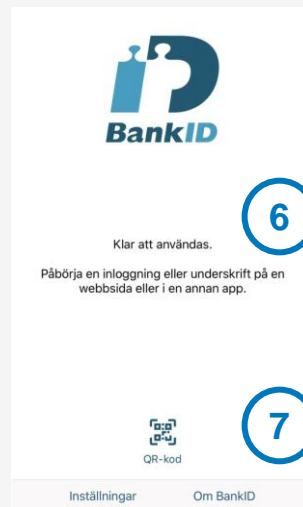 BankID
6
Klar att användas.
Påbörja en inloggning eller underskrift på en
webbsida eller i en annan app.
7
QR-kod
Inställningar Om BankID